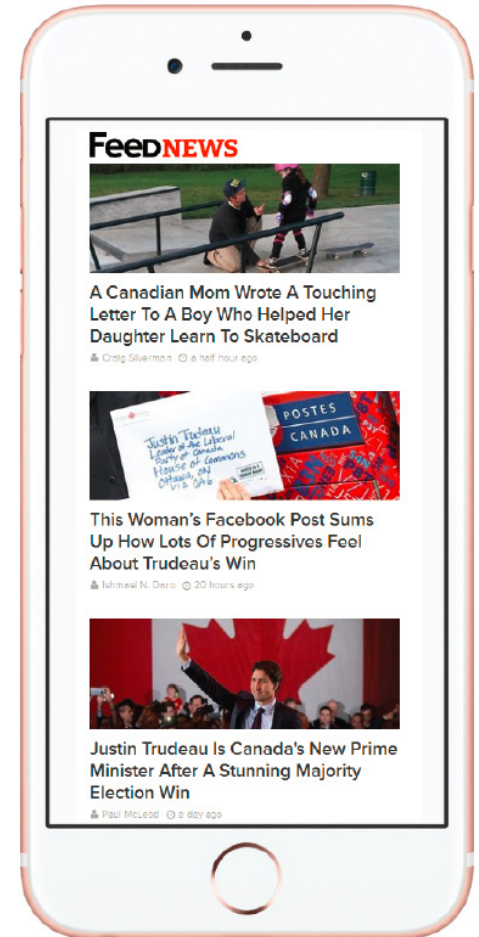 FeeDNEWS
A Canadian Mom Wrote A Touching
Letter To A Boy Who Helped Her
Daughter Learn To Skateboard
Craig Silverman a half hour ago
Justin Trudeau
Leader of the Liberal
Party of Canada
House of Commons
Ottawa, ON
K1A 0A6
POSTES
CANADA
This Woman's Facebook Post Sums
Up How Lots Of Progressives Feel
About Trudeau's Win
Ishmael N. Daro 20 hours ago
Justin Trudeau Is Canada's New Prime
Minister After A Stunning Majority
Election Win
Paul McLeod a day ago